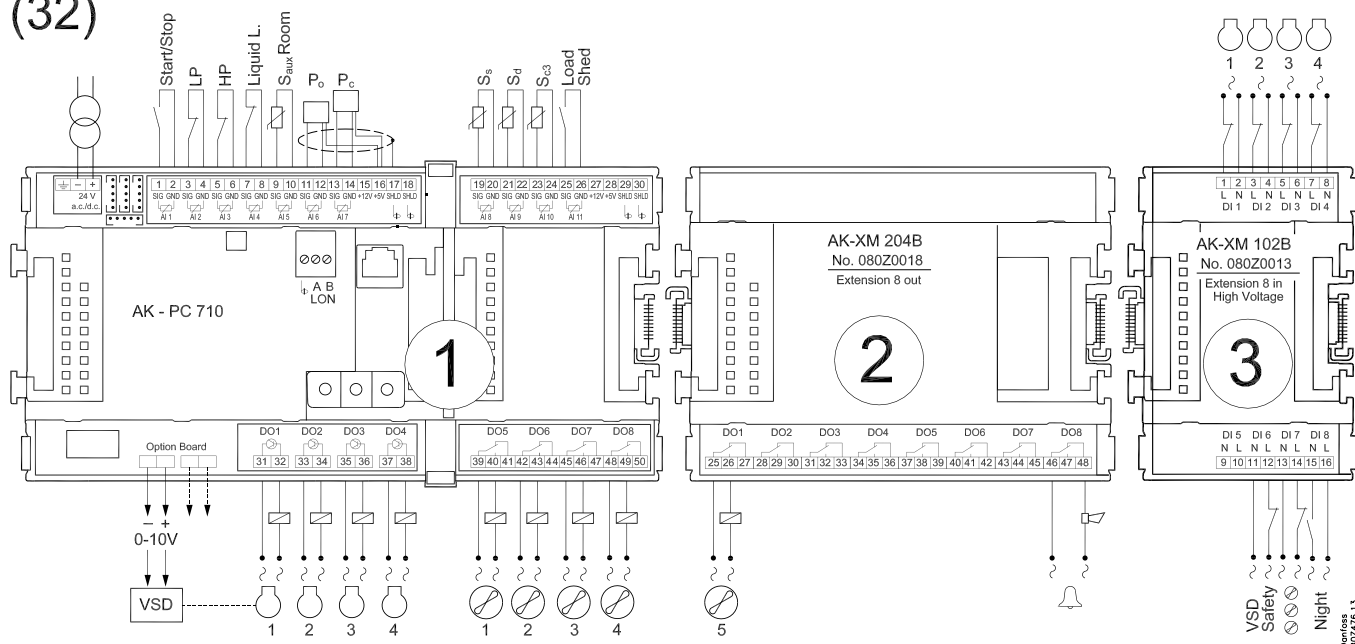 (32)
Start/Stop
LP
HP
Liquid L.
Saux Room
Po
Pc
Ss
Sd
Sc3
Load
Shed
1 2 3 4
− +
24 V
a.c./d.c.
1 2 3 4 5 6 7 8 9 10 11 12 13 14 15 16 17 18
SIG GND SIG GND SIG GND SIG GND SIG GND SIG GND SIG GND +12V +5V SHLD SHLD
AI 1 AI 2 AI 3 AI 4 AI 5 AI 6 AI 7
19 20 21 22 23 24 25 26 27 28 29 30
SIG GND SIG GND SIG GND SIG GND +12V +5V SHLD SHLD
AI 8 AI 9 AI 10 AI 11
1 2 3 4 5 6 7 8
L N L N L N L N
DI 1 DI 2 DI 3 DI 4
AK - PC 710
A B
LON
1
AK-XM 204B
No. 080Z0018
Extension 8 out
2
AK-XM 102B
No. 080Z0013
Extension 8 in
High Voltage
3
Option Board
DO1 DO2 DO3 DO4
31 32 33 34 35 36 37 38
DO5 DO6 DO7 DO8
39 40 41 42 43 44 45 46 47 48 49 50
DO1 DO2 DO3 DO4 DO5 DO6 DO7 DO8
25 26 27 28 29 30 31 32 33 34 35 36 37 38 39 40 41 42 43 44 45 46 47 48
DI 5 DI 6 DI 7 DI 8
N L N L N L N L
9 10 11 12 13 14 15 16
− +
0-10V
VSD
1 2 3 4
1 2 3 4
5
VSD
Safety
Night
Danfoss